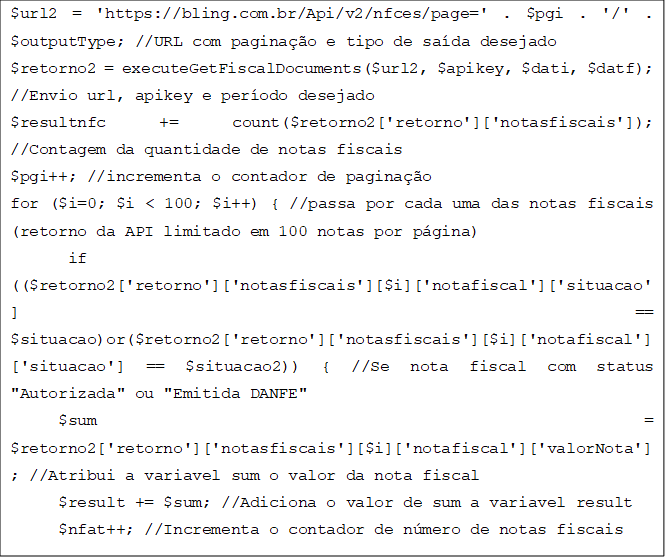 $url2 = 'https://bling.com.br/Api/v2/nfces/page=' . $pgi . '/' .
$outputType; //URL com paginação e tipo de saída desejado
$retorno2 = executeGetFiscalDocuments($url2, $apikey, $dati, $datf);
//Envio url, apikey e período desejado
$resultnfc += count($retorno2['retorno']['notasfiscais']);
//Contagem da quantidade de notas fiscais
$pgi++; //incrementa o contador de paginação
for ($i=0; $i < 100; $i++) { //passa por cada uma das notas fiscais
(retorno da API limitado em 100 notas por página)
if
(($retorno2['retorno']['notasfiscais'][$i]['notafiscal']['situacao'
] ==
$situacao)or($retorno2['retorno']['notasfiscais'][$i]['notafiscal']
['situacao'] == $situacao2)) { //Se nota fiscal com status
"Autorizada" ou "Emitida DANFE"
$sum =
$retorno2['retorno']['notasfiscais'][$i]['notafiscal']['valorNota']
; //Atribui a variavel sum o valor da nota fiscal
$result += $sum; //Adiciona o valor de sum a variavel result
$nfat++; //Incrementa o contador de número de notas fiscais